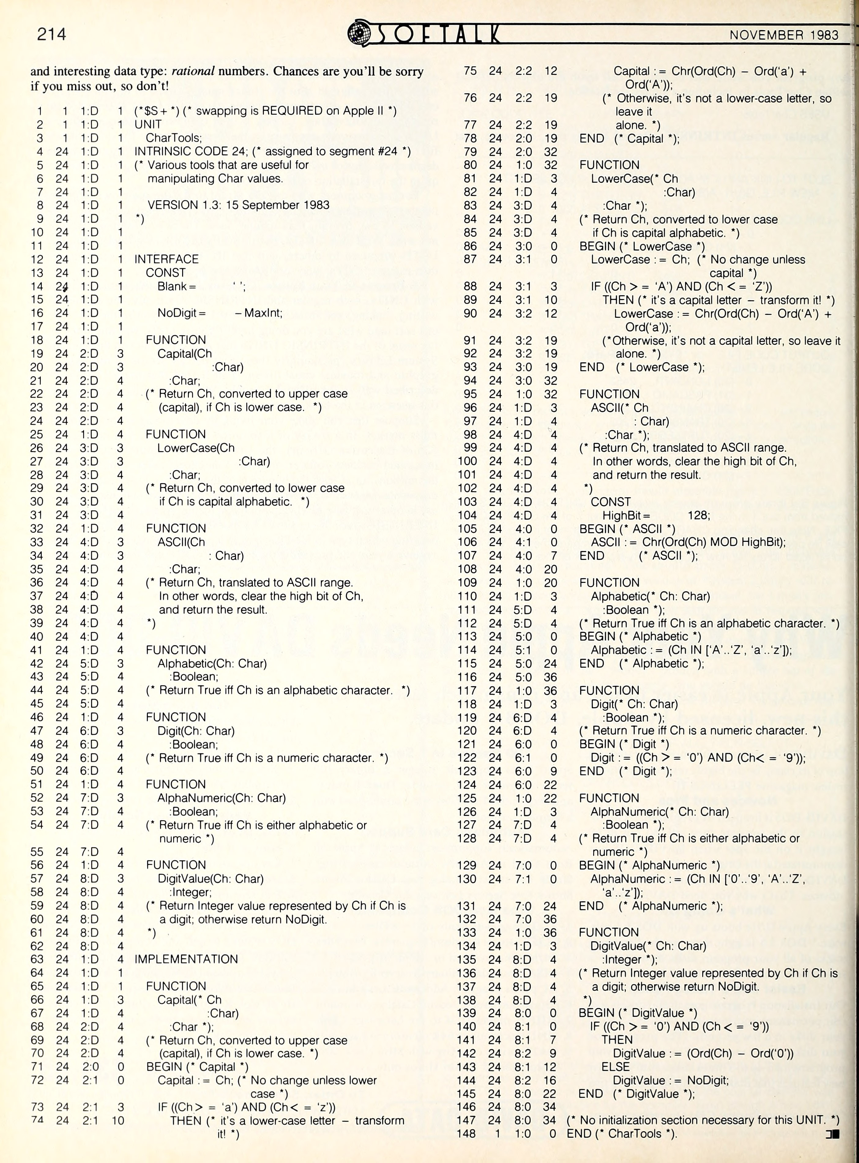 214
SOFTALK
NOVEMBER 1983
and interesting data type: rational numbers. Chances are you'll be sorry
if you miss out, so don't!
1 1 1:D 1 (*$S+*) (* swapping is REQUIRED on Apple II *)
2 1 1:D 1 UNIT
3 1 1:D 1 CharTools;
4 24 1:D 1 INTRINSIC CODE 24; (* assigned to segment #24 *)
5 24 1:D 1 (* Various tools that are useful for
6 24 1:D 1 manipulating Char values.
7 24 1:D 1
8 24 1:D 1 VERSION 1.3: 15 September 1983
9 24 1:D 1 *)
10 24 1:D 1
11 24 1:D 1
12 24 1:D 1 INTERFACE
13 24 1:D 1 CONST
14 24 1:D 1 Blank = ' ';
15 24 1:D 1
16 24 1:D 1 NoDigit = – MaxInt;
17 24 1:D 1
18 24 1:D 1 FUNCTION
19 24 2:D 3 Capital(Ch
20 24 2:D 3 :Char)
21 24 2:D 4 :Char;
22 24 2:D 4 (* Return Ch, converted to upper case
23 24 2:D 4 (capital), if Ch is lower case. *)
24 24 2:D 4
25 24 1:D 4 FUNCTION
26 24 3:D 3 LowerCase(Ch
27 24 3:D 3 :Char)
28 24 3:D 4 :Char;
29 24 3:D 4 (* Return Ch, converted to lower case
30 24 3:D 4 if Ch is capital alphabetic. *)
31 24 3:D 4
32 24 1:D 4 FUNCTION
33 24 4:D 3 ASCII(Ch
34 24 4:D 3 : Char)
35 24 4:D 4 :Char;
36 24 4:D 4 (* Return Ch, translated to ASCII range.
37 24 4:D 4 In other words, clear the high bit of Ch,
38 24 4:D 4 and return the result.
39 24 4:D 4 *)
40 24 4:D 4
41 24 1:D 4 FUNCTION
42 24 5:D 3 Alphabetic(Ch: Char)
43 24 5:D 4 :Boolean;
44 24 5:D 4 (* Return True iff Ch is an alphabetic character. *)
45 24 5:D 4
46 24 1:D 4 FUNCTION
47 24 6:D 3 Digit(Ch: Char)
48 24 6:D 4 :Boolean;
49 24 6:D 4 (* Return True iff Ch is a numeric character. *)
50 24 6:D 4
51 24 1:D 4 FUNCTION
52 24 7:D 3 AlphaNumeric(Ch: Char)
53 24 7:D 4 :Boolean;
54 24 7:D 4 (* Return True iff Ch is either alphabetic or
numeric *)
55 24 7:D 4
56 24 1:D 4 FUNCTION
57 24 8:D 3 DigitValue(Ch: Char)
58 24 8:D 4 :Integer;
59 24 8:D 4 (* Return Integer value represented by Ch if Ch is
60 24 8:D 4 a digit; otherwise return NoDigit.
61 24 8:D 4 *)
62 24 8:D 4
63 24 1:D 4 IMPLEMENTATION
64 24 1:D 1
65 24 1:D 1 FUNCTION
66 24 1:D 3 Capital(* Ch
67 24 1:D 4 :Char)
68 24 2:D 4 :Char *);
69 24 2:D 4 (* Return Ch, converted to upper case
70 24 2:D 4 (capital), if Ch is lower case. *)
71 24 2:0 0 BEGIN (* Capital *)
72 24 2:1 0 Capital := Ch; (* No change unless lower
case *)
73 24 2:1 3 IF ((Ch> = 'a') AND (Ch< = 'z'))
74 24 2:1 10 THEN (* it's a lower-case letter – transform
it! *)
75 24 2:2 12 Capital := Chr(Ord(Ch) – Ord('a') +
Ord('A'));
76 24 2:2 19 (* Otherwise, it's not a lower-case letter, so
leave it
77 24 2:2 19 alone. *)
78 24 2:0 19 END (* Capital *);
79 24 2:0 32
80 24 1:0 32 FUNCTION
81 24 1:D 3 LowerCase(* Ch
82 24 1:D 4 :Char)
83 24 3:D 4 :Char *);
84 24 3:D 4 (* Return Ch, converted to lower case
85 24 3:D 4 if Ch is capital alphabetic. *)
86 24 3:0 0 BEGIN (* LowerCase *)
87 24 3:1 0 LowerCase := Ch; (* No change unless
capital *)
88 24 3:1 3 IF ((Ch > = 'A') AND (Ch < = 'Z'))
89 24 3:1 10 THEN (* it's a capital letter – transform it! *)
90 24 3:2 12 LowerCase := Chr(Ord(Ch) – Ord('A') +
Ord('a'));
91 24 3:2 19 (*Otherwise, it's not a capital letter, so leave it
92 24 3:2 19 alone. *)
93 24 3:0 19 END (* LowerCase *);
94 24 3:0 32
95 24 1:0 32 FUNCTION
96 24 1:D 3 ASCII(* Ch
97 24 1:D 4 : Char)
98 24 4:D 4 :Char *);
99 24 4:D 4 (* Return Ch, translated to ASCII range.
100 24 4:D 4 In other words, clear the high bit of Ch,
101 24 4:D 4 and return the result.
102 24 4:D 4 *)
103 24 4:D 4 CONST
104 24 4:D 4 HighBit = 128;
105 24 4:0 0 BEGIN (* ASCII *)
106 24 4:1 0 ASCII := Chr(Ord(Ch) MOD HighBit);
107 24 4:0 7 END (* ASCII *);
108 24 4:0 20
109 24 1:0 20 FUNCTION
110 24 1:D 3 Alphabetic(* Ch: Char)
111 24 5:D 4 :Boolean *);
112 24 5:D 4 (* Return True iff Ch is an alphabetic character. *)
113 24 5:0 0 BEGIN (* Alphabetic *)
114 24 5:1 0 Alphabetic := (Ch IN ['A'..'Z', 'a'..'z']);
115 24 5:0 24 END (* Alphabetic *);
116 24 5:0 36
117 24 1:0 36 FUNCTION
118 24 1:D 3 Digit(* Ch: Char)
119 24 6:D 4 :Boolean *);
120 24 6:D 4 (* Return True iff Ch is a numeric character. *)
121 24 6:0 0 BEGIN (* Digit *)
122 24 6:1 0 Digit := ((Ch > = '0') AND (Ch< = '9'));
123 24 6:0 9 END (* Digit *);
124 24 6:0 22
125 24 1:0 22 FUNCTION
126 24 1:D 3 AlphaNumeric(* Ch: Char)
127 24 7:D 4 :Boolean *);
128 24 7:D 4 (* Return True iff Ch is either alphabetic or
numeric *)
129 24 7:0 0 BEGIN (* AlphaNumeric *)
130 24 7:1 0 AlphaNumeric := (Ch IN ['0'..'9', 'A'..'Z',
'a'..'z']);
131 24 7:0 24 END (* AlphaNumeric *);
132 24 7:0 36
133 24 1:0 36 FUNCTION
134 24 1:D 3 DigitValue(* Ch: Char)
135 24 8:D 4 :Integer *);
136 24 8:D 4 (* Return Integer value represented by Ch if Ch is
137 24 8:D 4 a digit; otherwise return NoDigit.
138 24 8:D 4 *)
139 24 8:0 0 BEGIN (* DigitValue *)
140 24 8:1 0 IF ((Ch > = '0') AND (Ch < = '9'))
141 24 8:1 7 THEN
142 24 8:2 9 DigitValue := (Ord(Ch) – Ord('0'))
143 24 8:1 12 ELSE
144 24 8:2 16 DigitValue := NoDigit;
145 24 8:0 22 END (* DigitValue *);
146 24 8:0 34
147 24 8:0 34 (* No initialization section necessary for this UNIT. *)
148 1 1:0 0 END (* CharTools *).